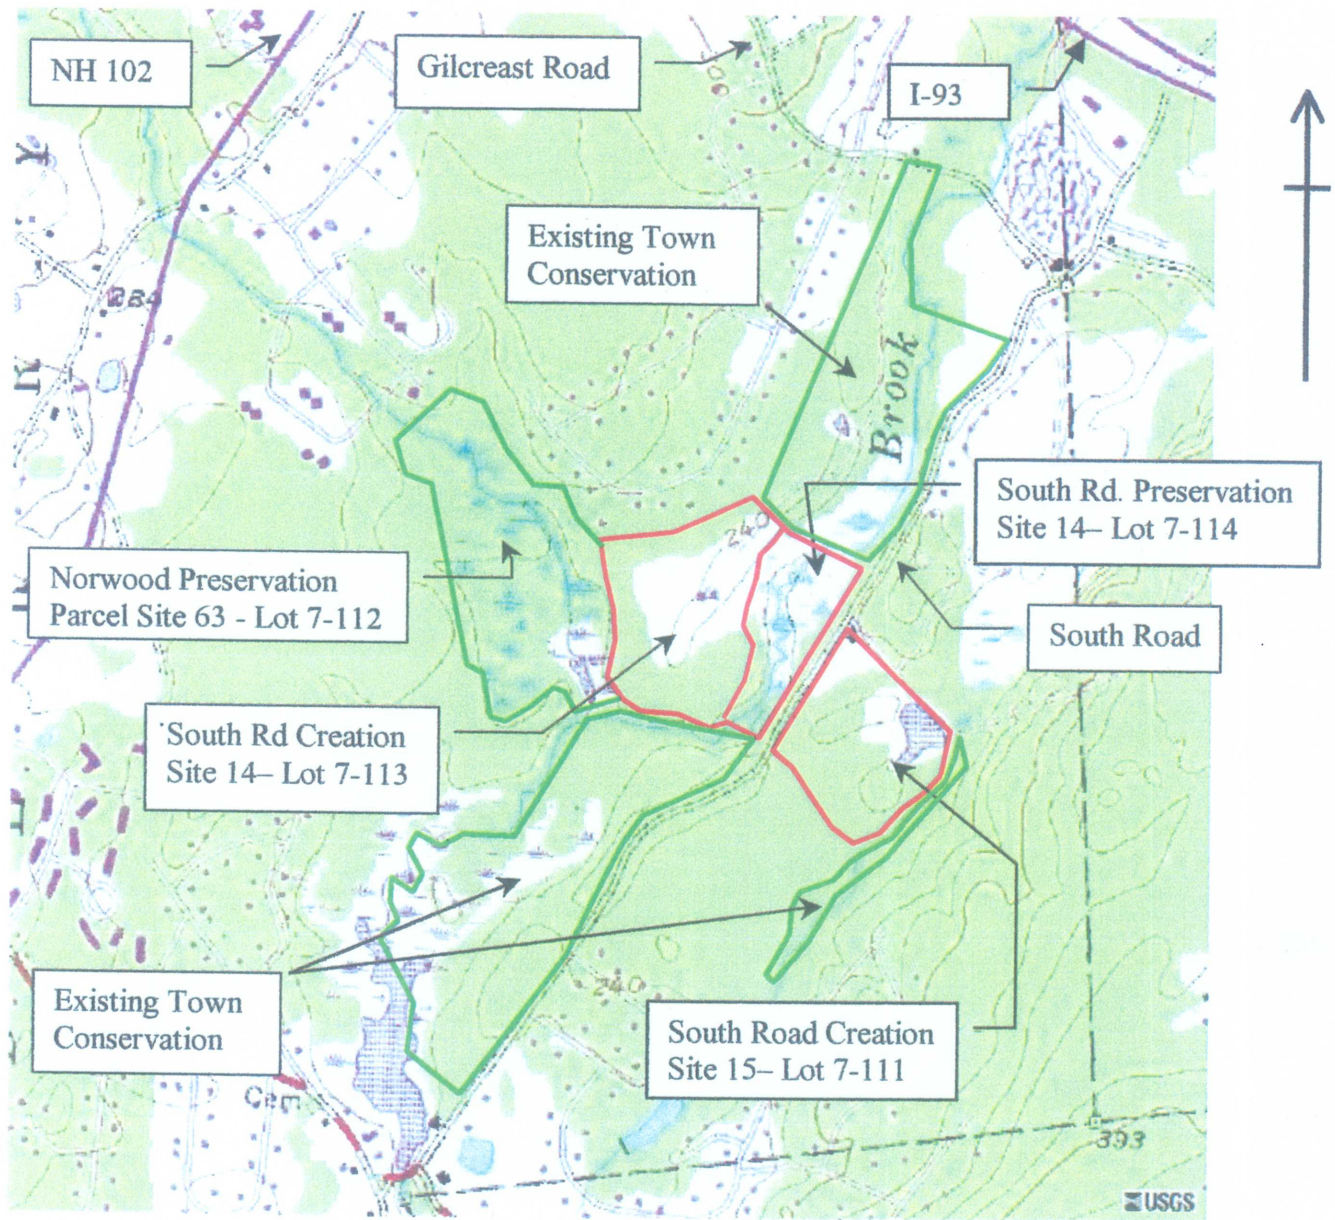 NH 102
Gilcreast Road
I-93
Existing Town
Conservation
284
Brook
South Rd. Preservation
Site 14– Lot 7-114
240
Norwood Preservation
Parcel Site 63 - Lot 7-112
South Road
South Rd Creation
Site 14– Lot 7-113
Existing Town
Conservation
240
South Road Creation
Site 15– Lot 7-111
Cem
393
USGS